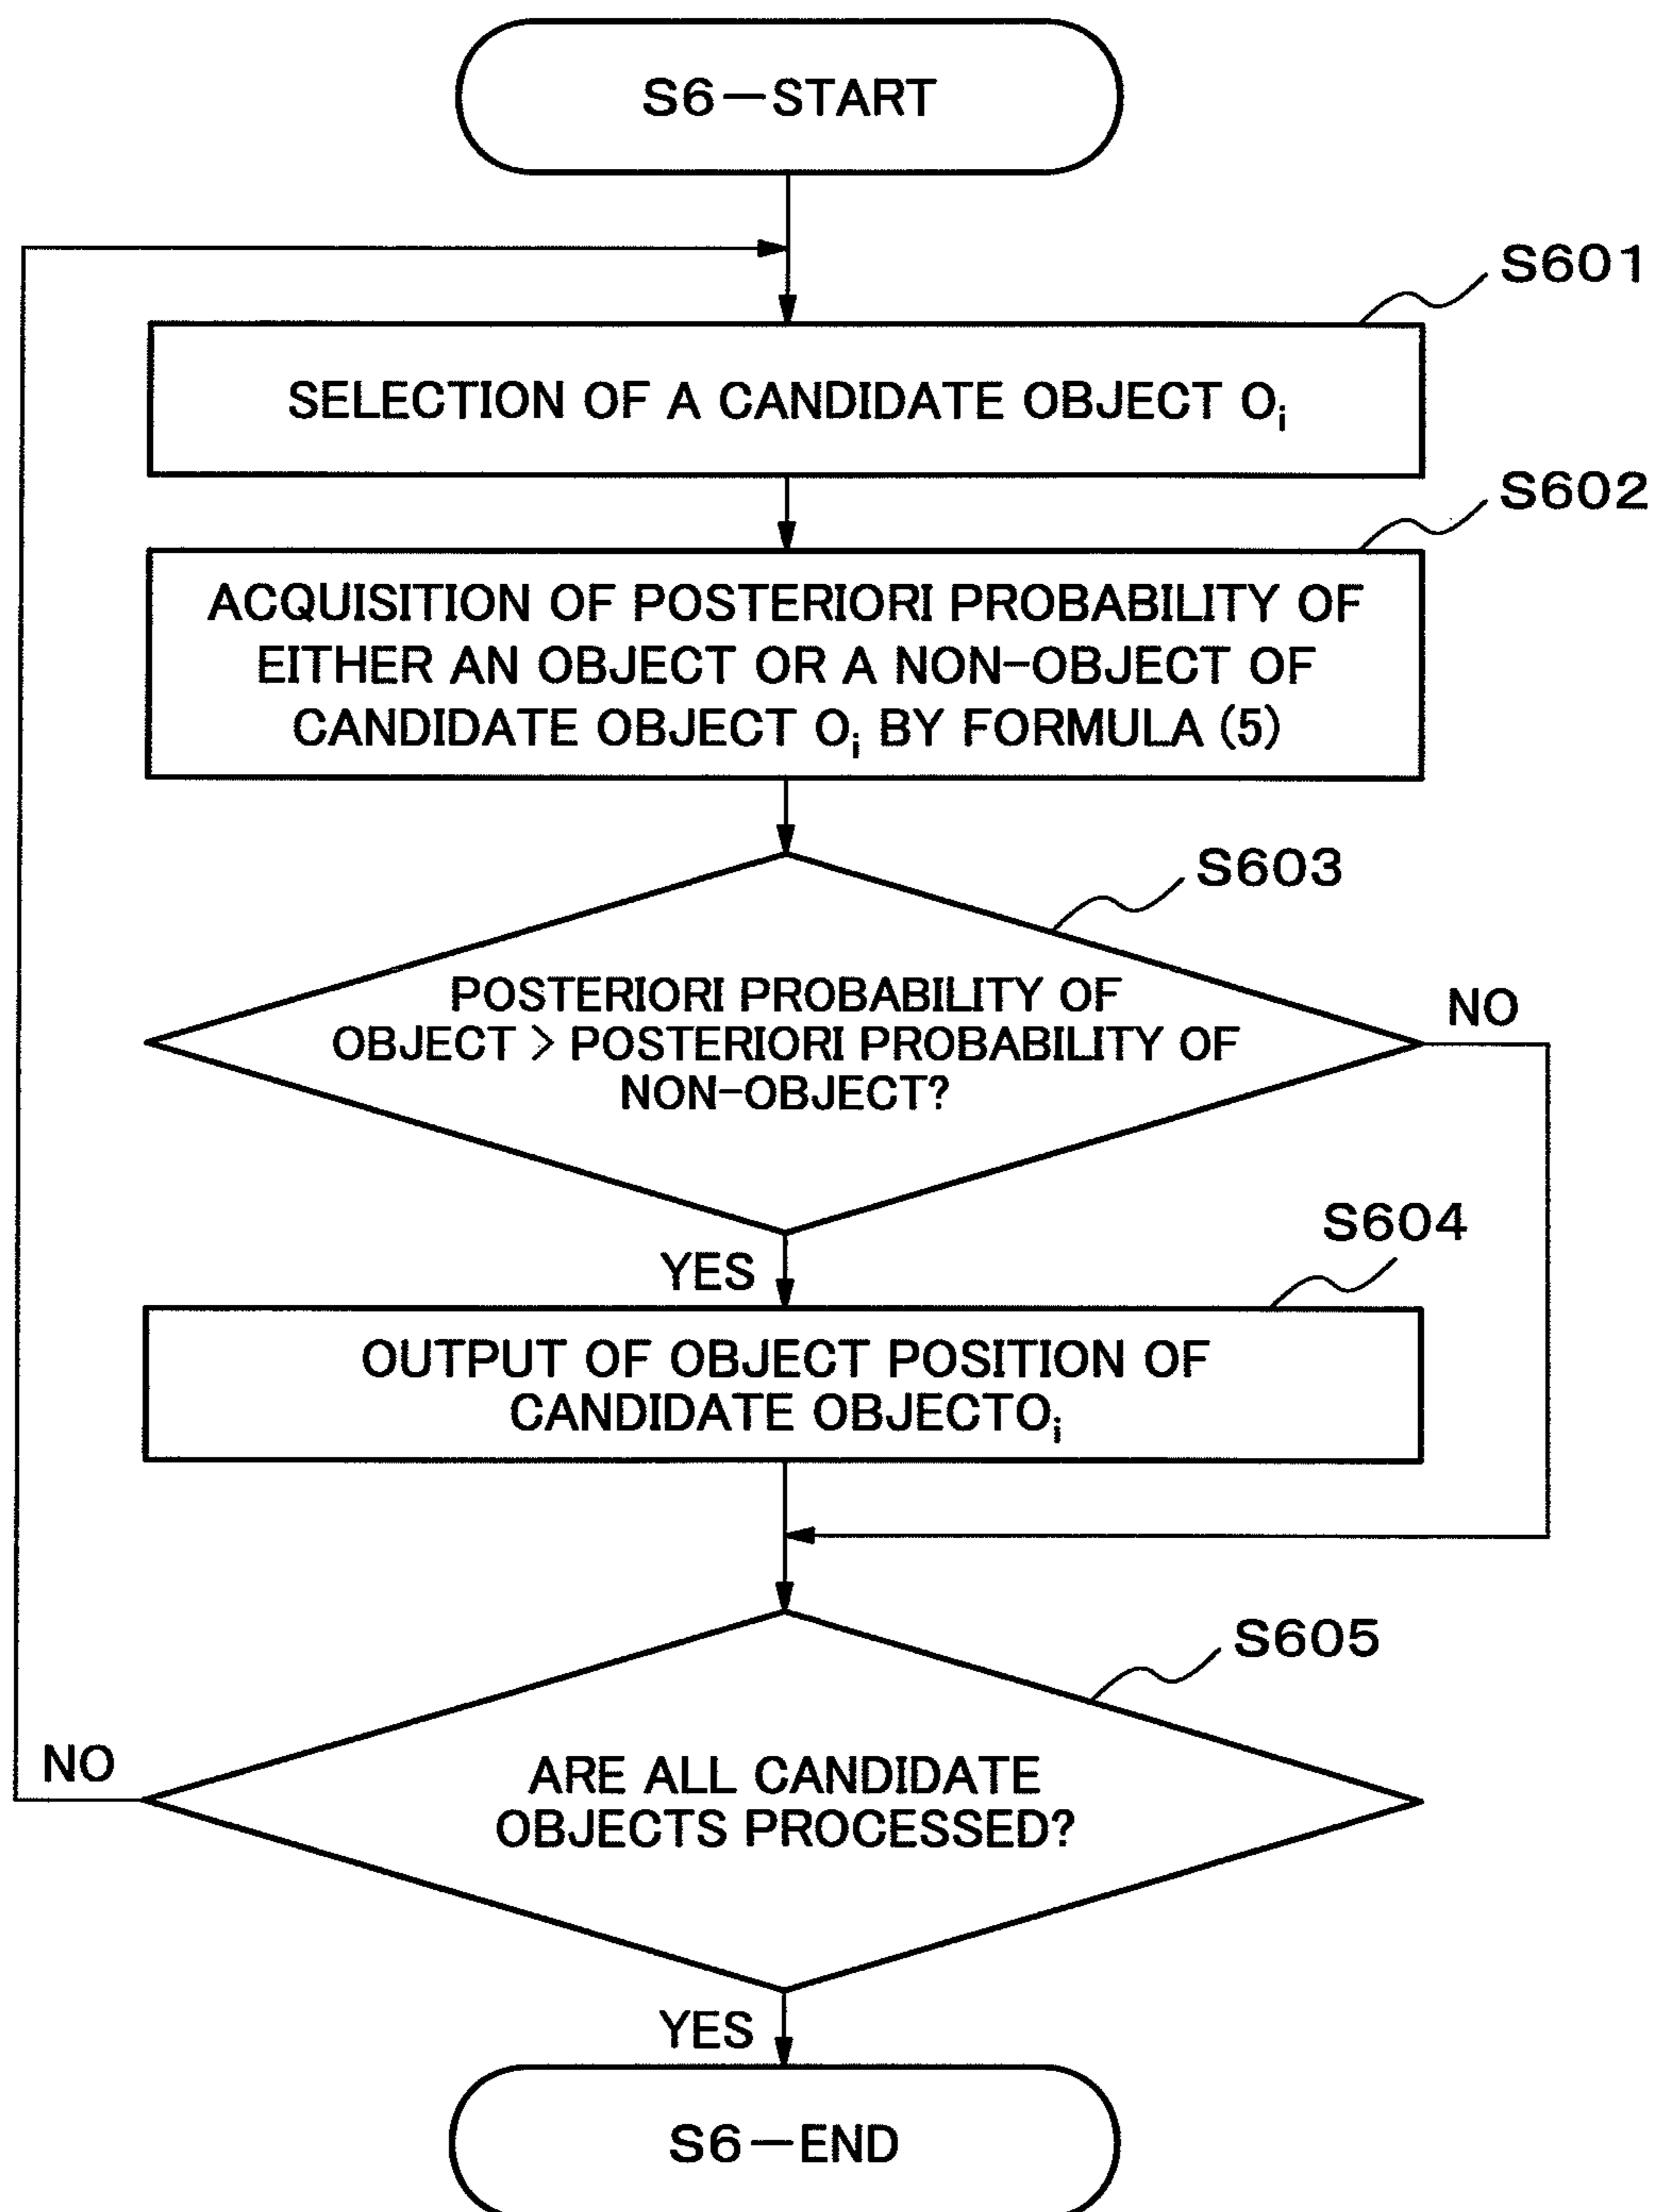 S6-START
S601
SELECTION OF A CANDIDATE OBJECT Oi
S602
ACQUISITION OF POSTERIORI PROBABILITY OF
EITHER AN OBJECT OR A NON-OBJECT OF
CANDIDATE OBJECT Oi BY FORMULA (5)
S603
POSTERIORI PROBABILITY OF
OBJECT > POSTERIORI PROBABILITY OF
NON-OBJECT?
NO
S604
YES
OUTPUT OF OBJECT POSITION OF
CANDIDATE OBJECTOi
S605
NO
ARE ALL CANDIDATE
OBJECTS PROCESSED?
YES
S6-END